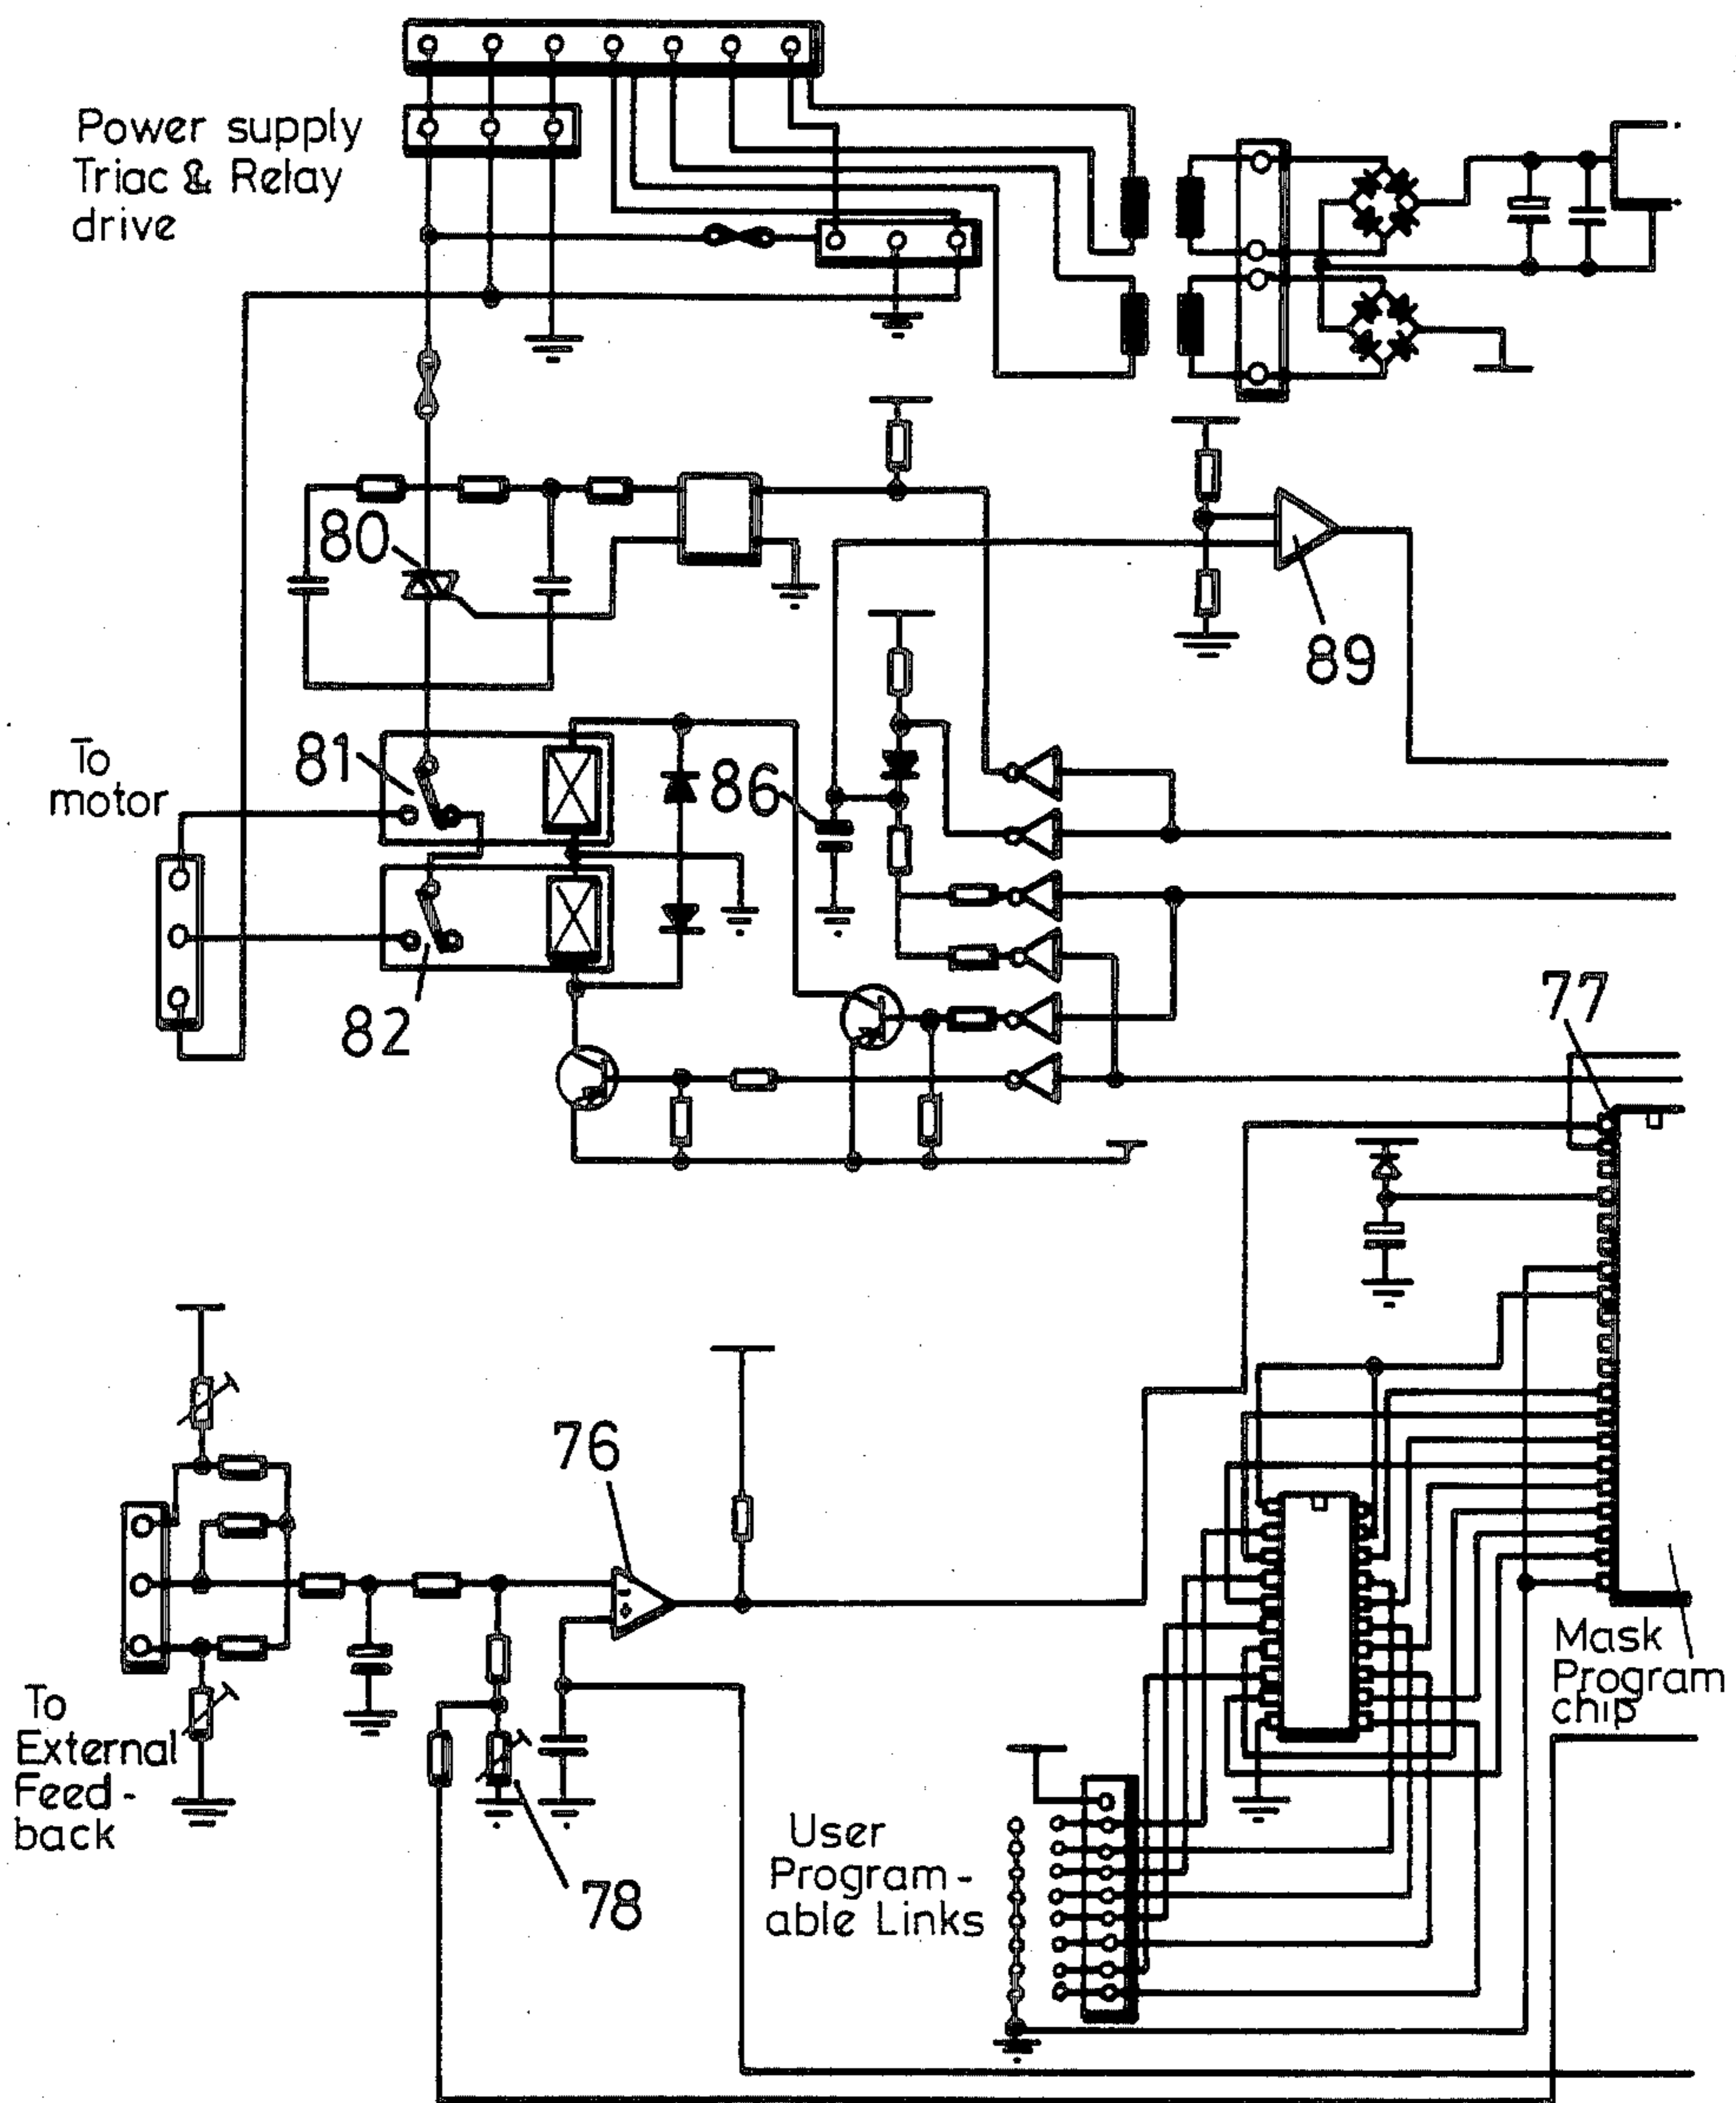 Power supply
Triac & Relay
drive
80
89
To
motor
81
86
82
77
76
Mask
Program
chip
To
External
Feed-
back
78
User
Program-
able Links